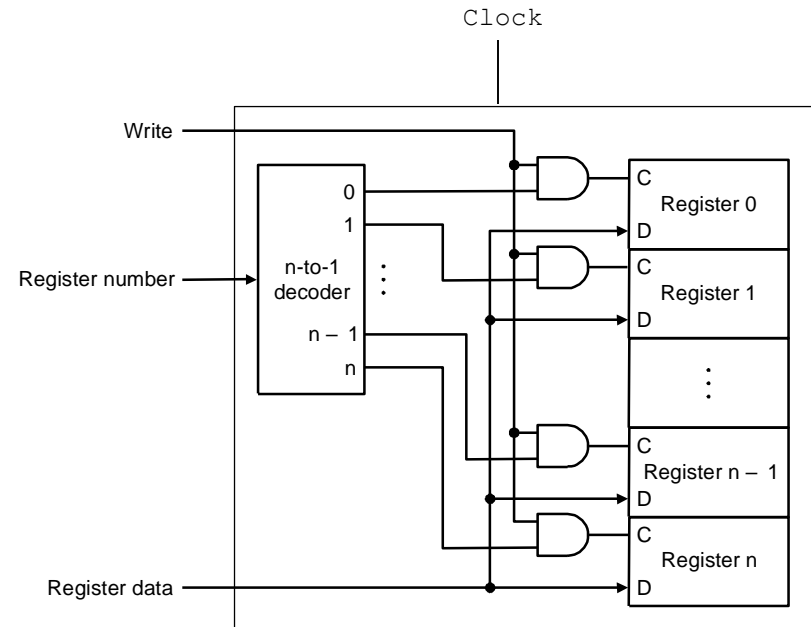 Clock
Write
0
1
n-to-1
decoder
n – 1
n
Register number
Register data
C
Register 0
D
C
Register 1
D
C
Register n – 1
D
C
Register n
D